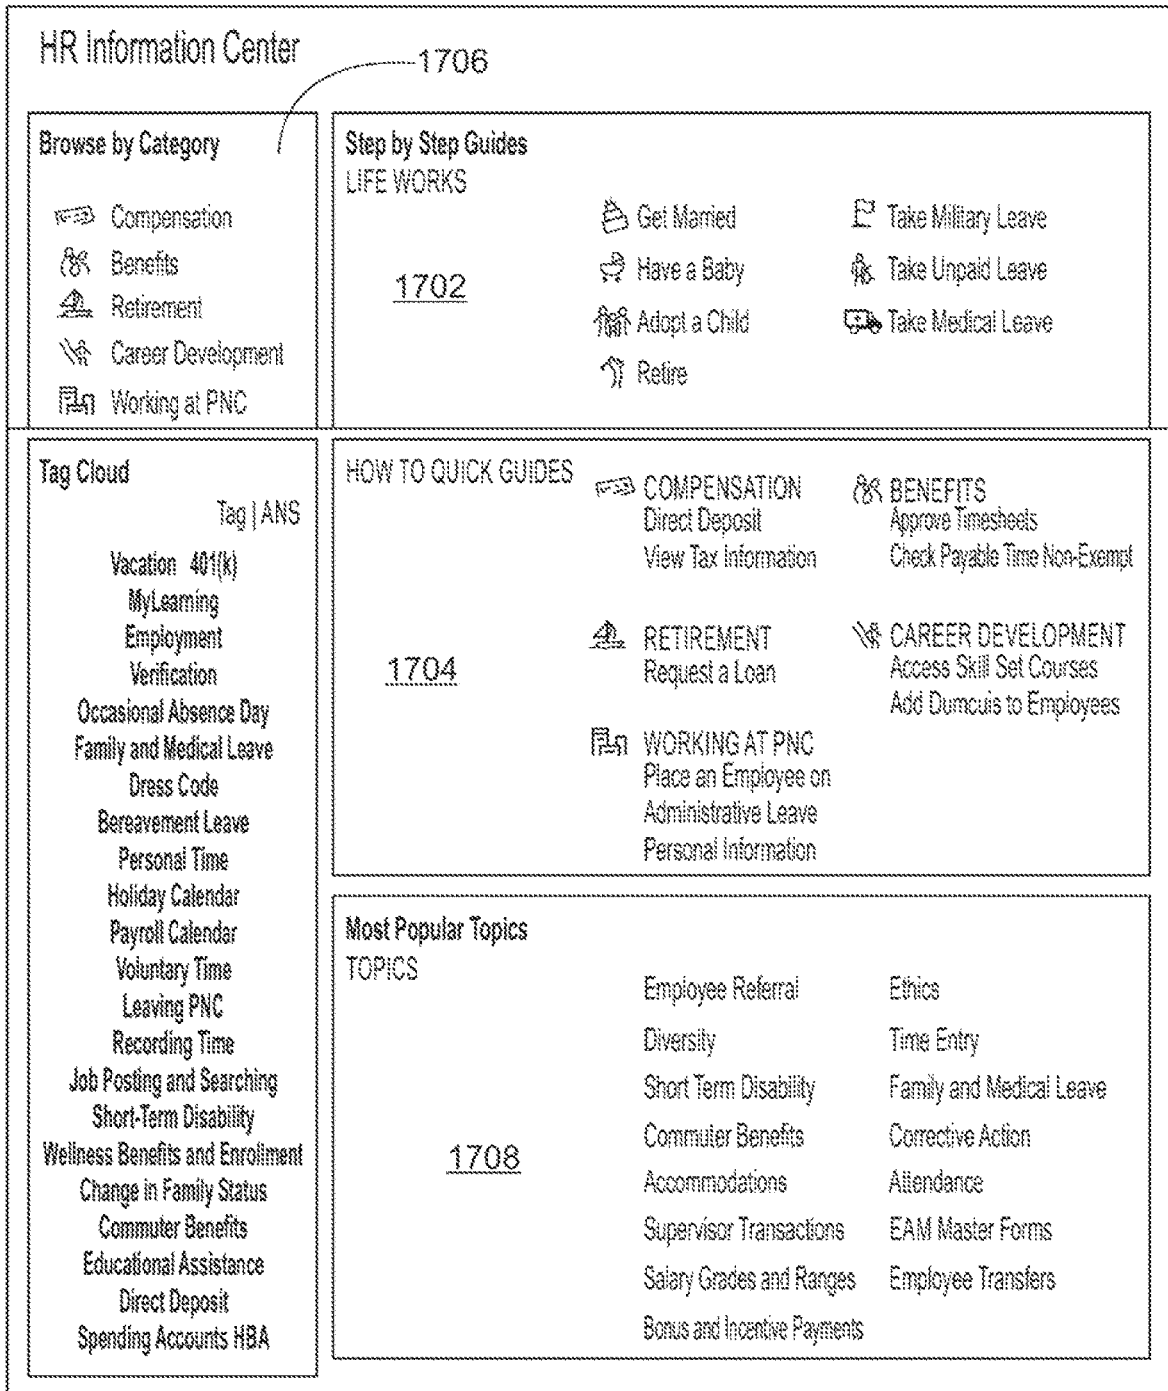 HR Information Center
1706
Browse by Category
Compensation
Benefits
Retirement
Career Development
Working at PNC
Step by Step Guides
LIFE WORKS
1702
Get Married
Have a Baby
Adopt a Child
Retire
Take Military Leave
Take Unpaid Leave
Take Medical Leave
Tag Cloud
Tag | ANS
Vacation 401(k)
MyLearning
Employment
Verification
Occasional Absence Day
Family and Medical Leave
Dress Code
Bereavement Leave
Personal Time
Holiday Calendar
Payroll Calendar
Voluntary Time
Leaving PNC
Recording Time
Job Posting and Searching
Short-Term Disability
Wellness Benefits and Enrollment
Change in Family Status
Commuter Benefits
Educational Assistance
Direct Deposit
Spending Accounts HBA
HOW TO QUICK GUIDES
1704
COMPENSATION
Direct Deposit
View Tax Information
BENEFITS
Approve Timesheets
Check Payable Time Non-Exempt
RETIREMENT
Request a Loan
CAREER DEVELOPMENT
Access Skill Set Courses
Add Dumcuis to Employees
WORKING AT PNC
Place an Employee on
Administrative Leave
Personal Information
Most Popular Topics
TOPICS
1708
Employee Referral
Diversity
Short Term Disability
Commuter Benefits
Accommodations
Supervisor Transactions
Salary Grades and Ranges
Bonus and Incentive Payments
Ethics
Time Entry
Family and Medical Leave
Corrective Action
Attendance
EAM Master Forms
Employee Transfers